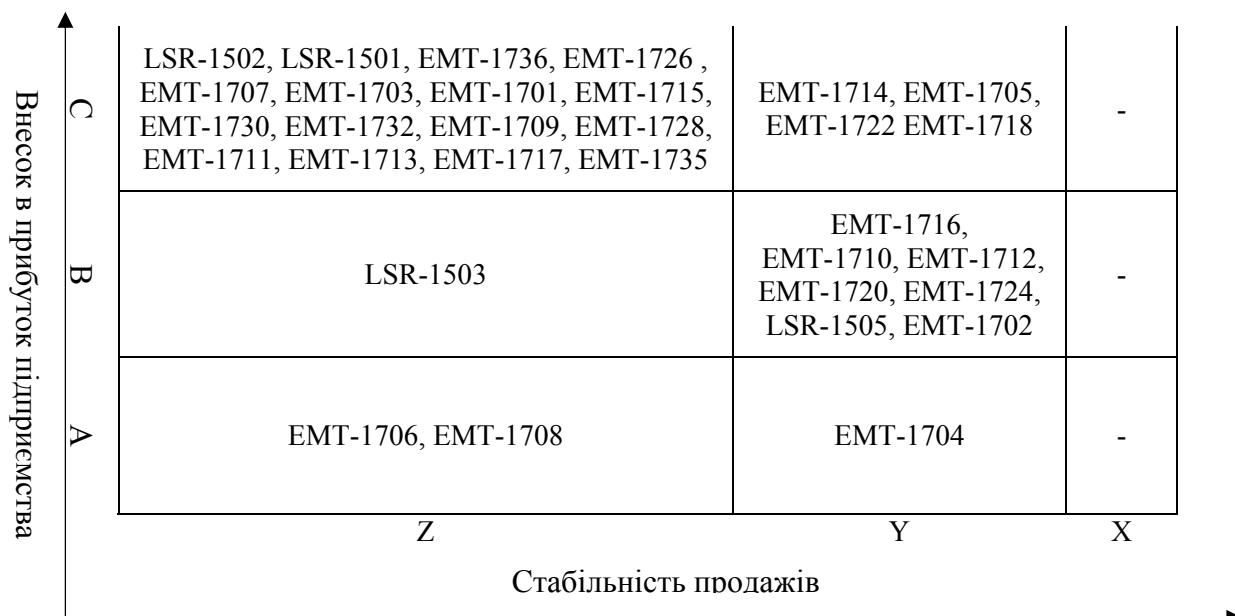 Внесок в прибуток підприємства
C
LSR-1502, LSR-1501, EMT-1736, EMT-1726 ,
EMT-1707, EMT-1703, EMT-1701, EMT-1715,
EMT-1730, EMT-1732, EMT-1709, EMT-1728,
EMT-1711, EMT-1713, EMT-1717, EMT-1735
EMT-1714, EMT-1705,
EMT-1722 EMT-1718
-
B
LSR-1503
EMT-1716,
EMT-1710, EMT-1712,
EMT-1720, EMT-1724,
LSR-1505, EMT-1702
-
A
EMT-1706, EMT-1708
EMT-1704
-
Z
Y
X
Стабільність продажів